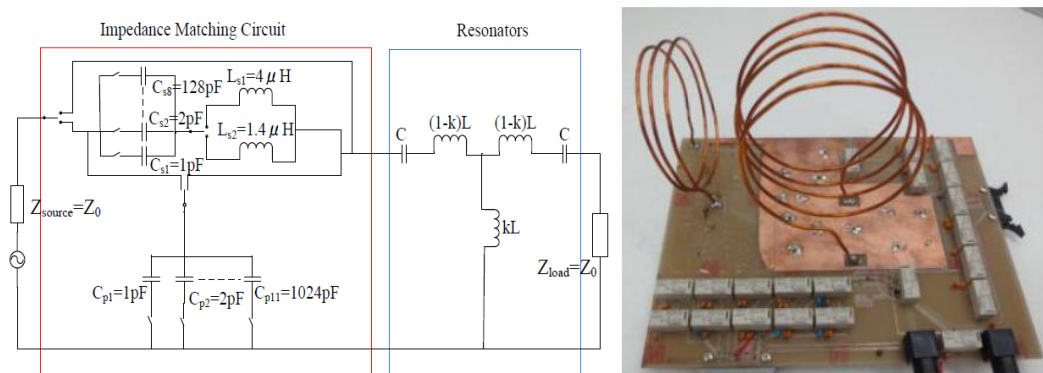 Impedance Matching Circuit
Resonators
Cs8=128pF
Ls1=4μH
Cs2=2pF
Ls2=1.4μH
Cs1=1pF
C
(1-k)L
(1-k)L
C
Zsource=Z0
kL
Zload=Z0
Cp1=1pF
Cp2=2pF
Cp11=1024pF